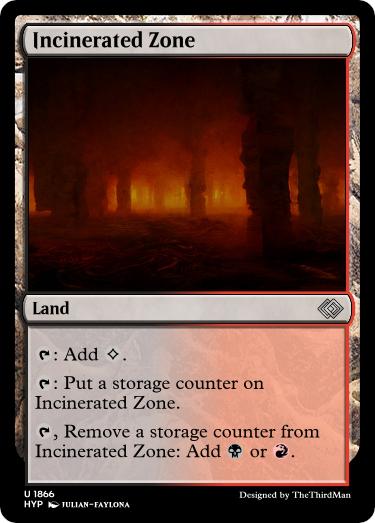 Incinerated Zone
Land
: Add .
: Put a storage counter on
Incinerated Zone.
, Remove a storage counter from
Incinerated Zone: Add or .
U 1866
HYP JULIAN-FAYLONA
Designed by TheThirdMan